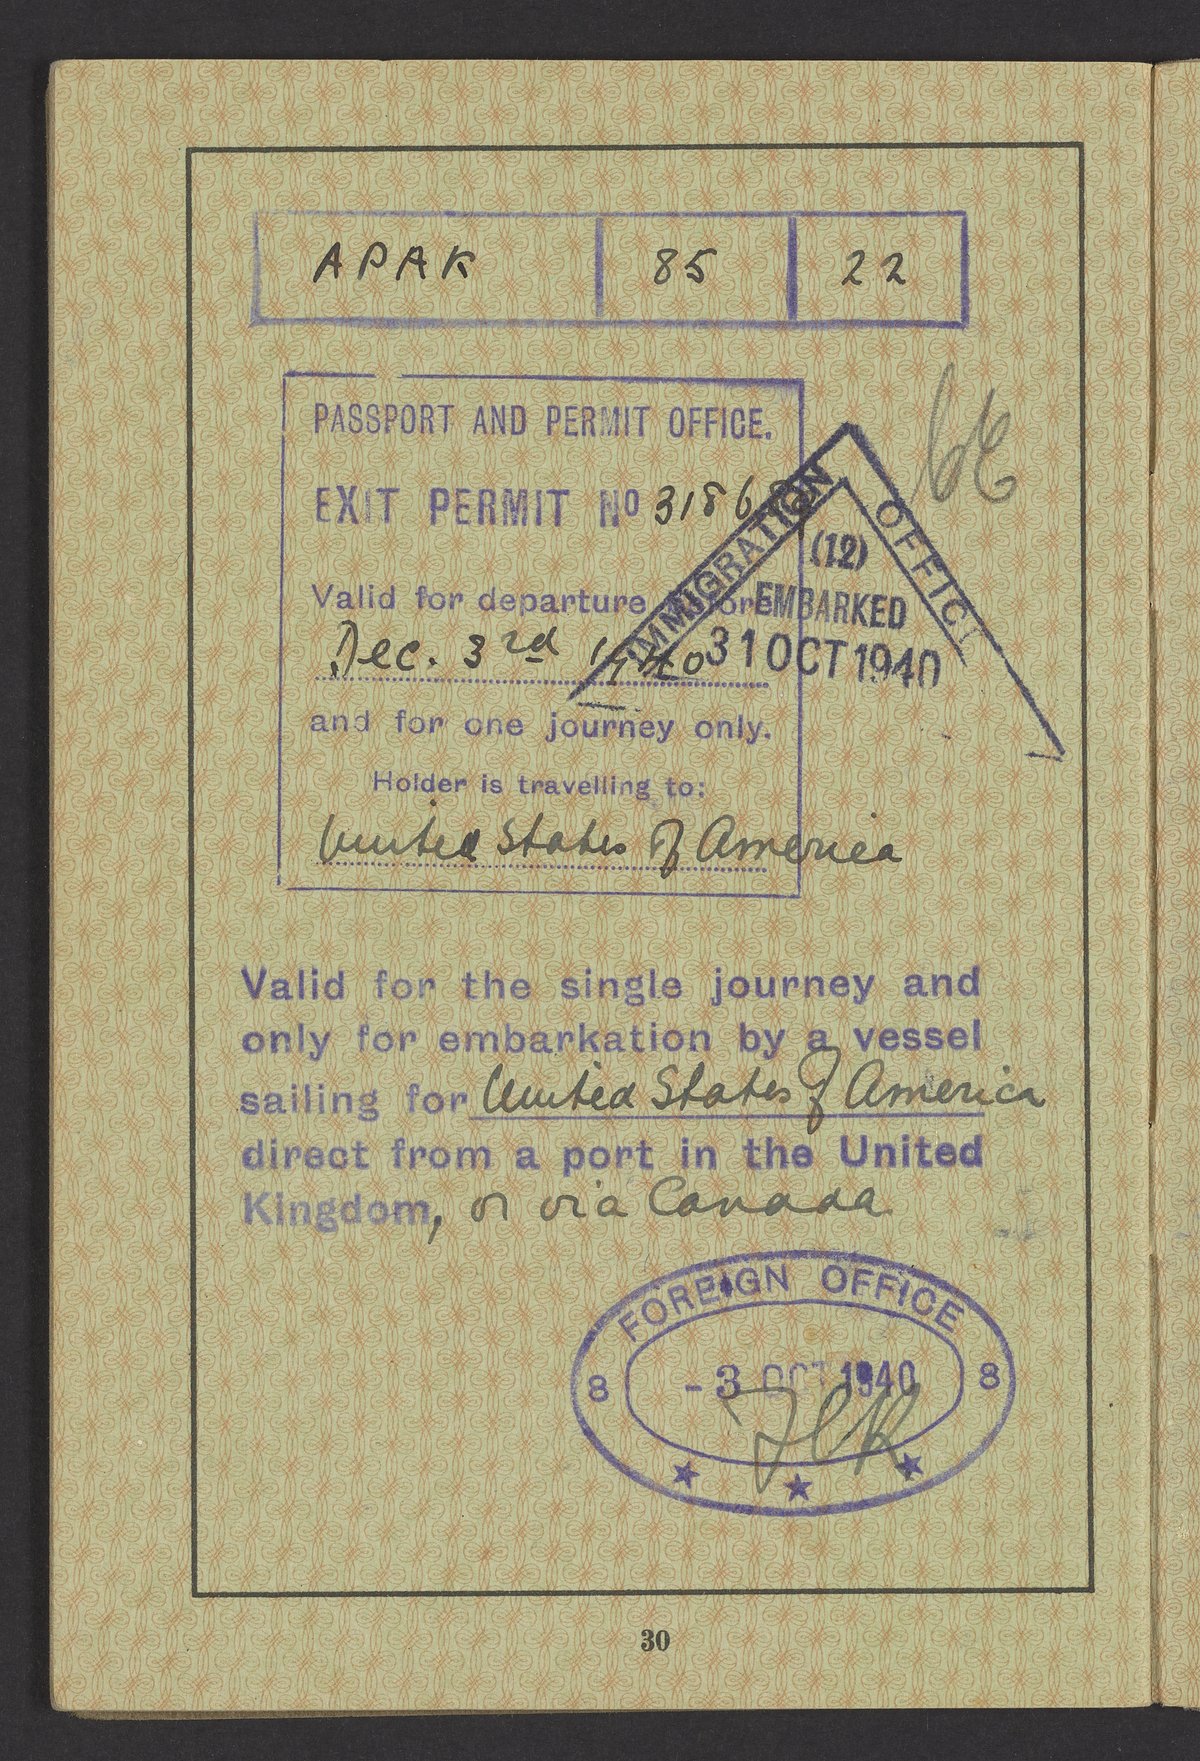 APAK 85 22
PASSPORT AND PERMIT OFFICE.
EXIT PERMIT No
Valid for departure before
Dec. 3rd 1940
and for one journey only.
Holder is travelling to:
United States of America
IMMIGRATION OFFICE
(12)
EMBARKED
31 OCT 1940
Valid for the single journey and
only for embarkation by a vessel
sailing for United States of America
direct from a port in the United
Kingdom, or via Canada
FOREIGN OFFICE
8 - 3 OCT 1940 8
30